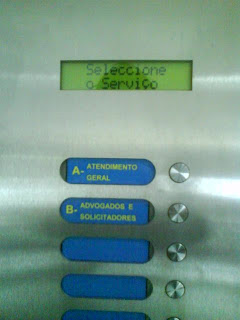 Seleccione
o Serviço
A- ATENDIMENTO
GERAL
B- ADVOGADOS E
SOLICITADORES